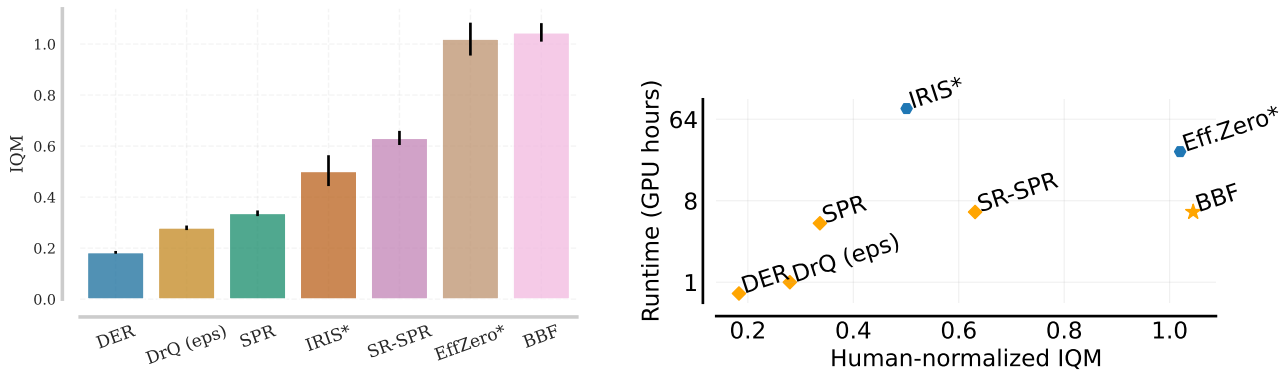 IQM
1.0
0.8
0.6
0.4
0.2
0.0
DER
DrQ (eps)
SPR
IRIS*
SR-SPR
EffZero*
BBF
Runtime (GPU hours)
64
8
1
IRIS*
Eff.Zero*
SPR
SR-SPR
BBF
DER
DrQ (eps)
0.2
0.4
0.6
0.8
1.0
Human-normalized IQM